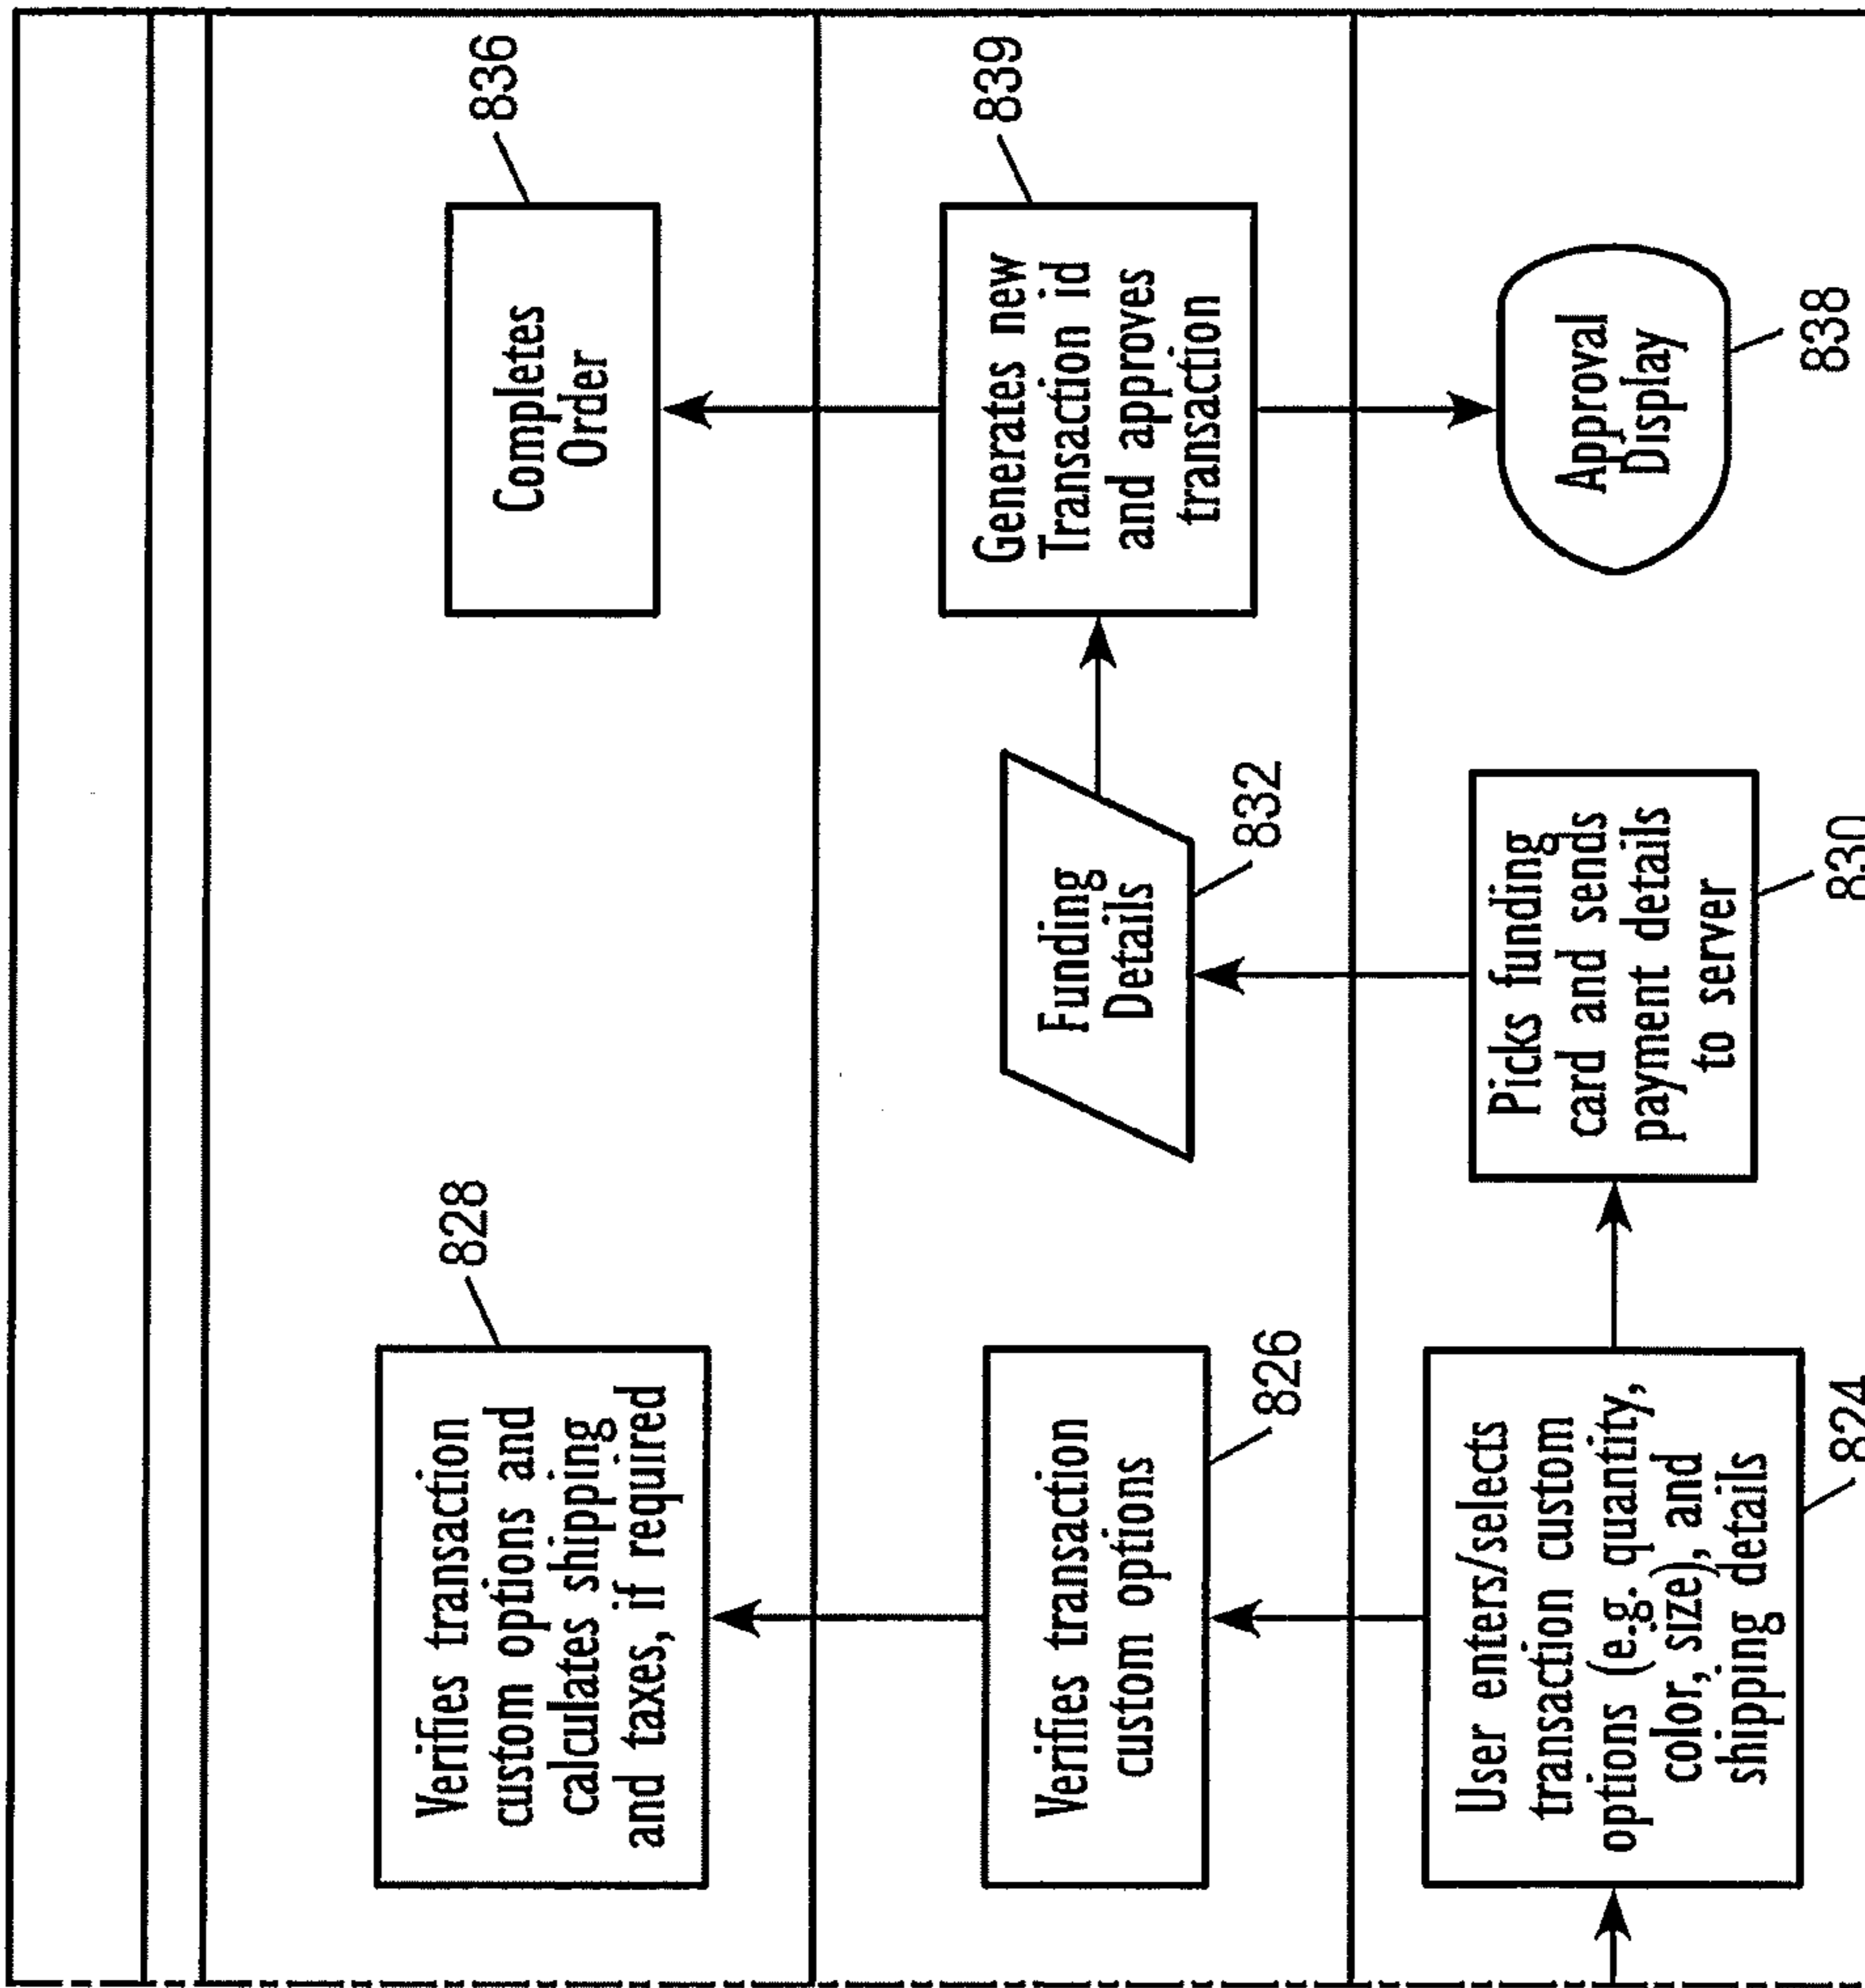 828
Verifies transaction
custom options and
calculates shipping
and taxes, if required
836
Completes
Order
Verifies transaction
custom options
826
Funding
Details
832
839
Generates new
Transaction id
and approves
transaction
User enters/selects
transaction custom
options (e.g. quantity,
color, size), and
shipping details
824
Picks funding
card and sends
payment details
to server
830
Approval
Display
838